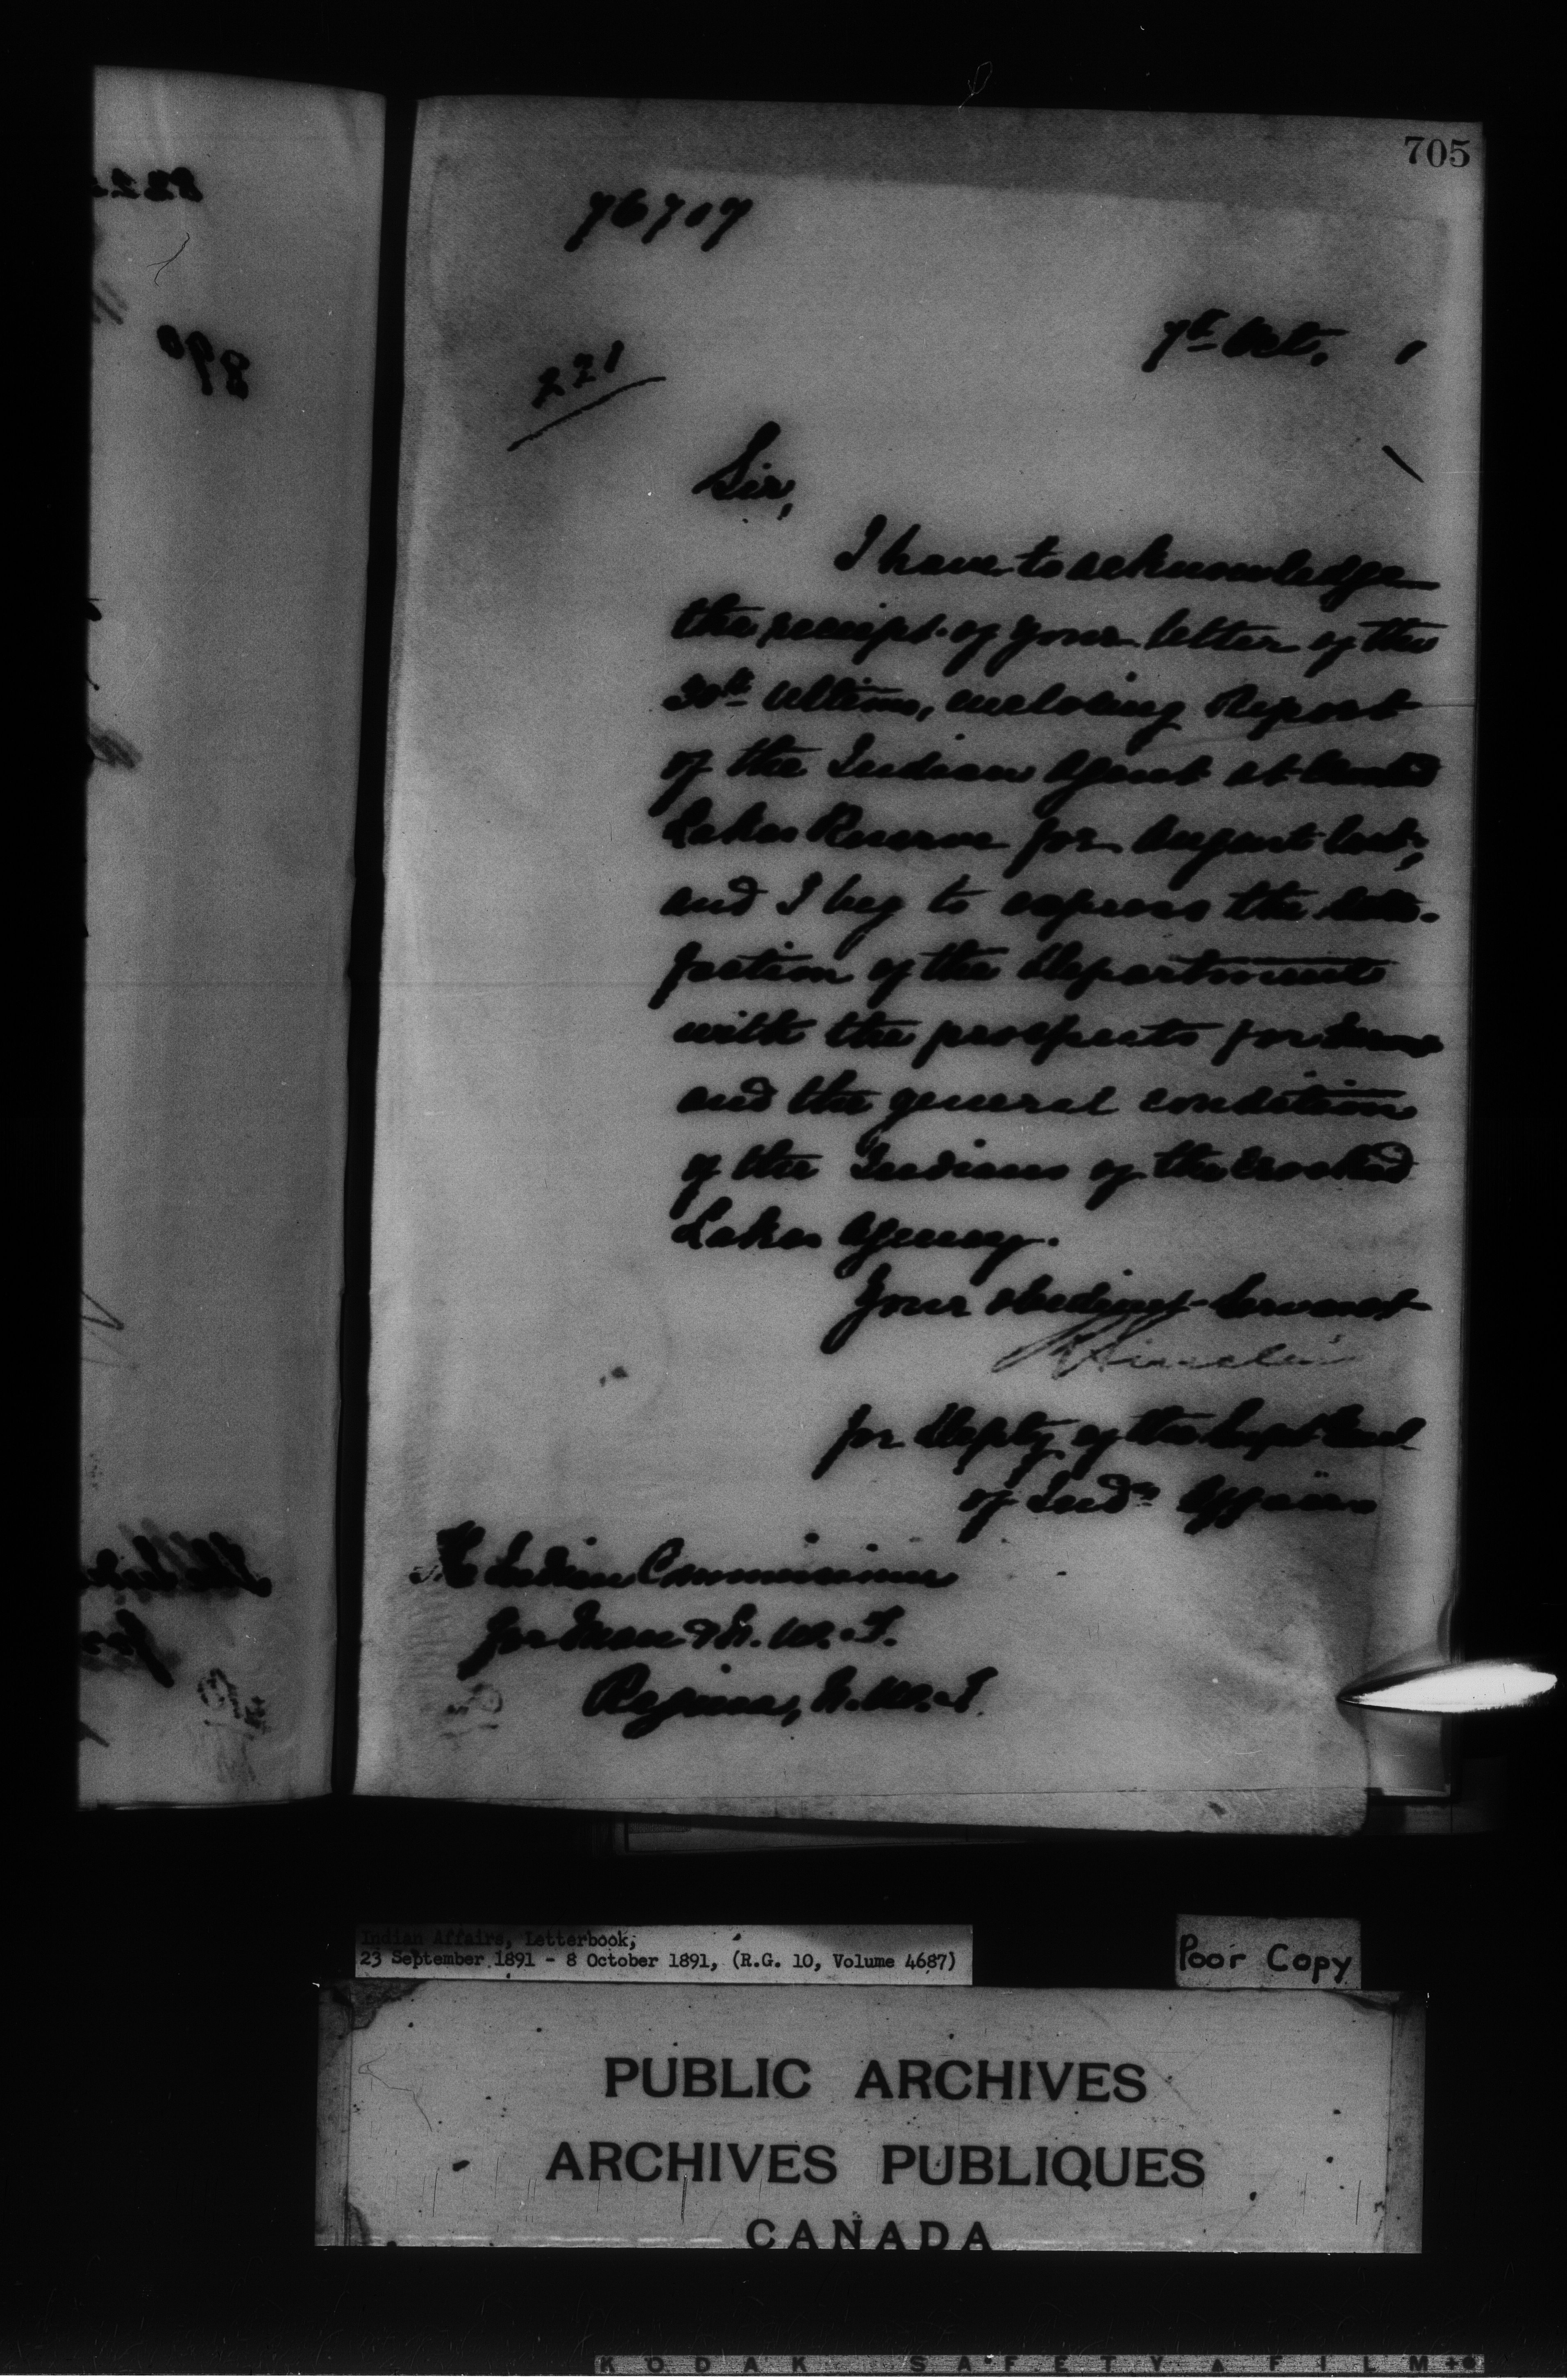 705
76707
7th Oct. 1
221
Sir,
I have to acknowledge
the receipt of your letter of the
30th Ultimo, enclosing Report
of the Indian Agent at
Lakes Reserve for August last,
and I beg to express the satis-
faction of the Department
with the prospects for
and the general condition
of the Indians of the Crooked
Lakes Agency.
Your obedient Servant
R Sinclair
for Depty of the Supt Genl
of Indn Affairs
The Indian Commissioner
for Man & N. W. T.
Regina, N. W. T.
Indian Affairs, Letterbook,
23 September 1891 - 8 October 1891, (R.G. 10, Volume 4687)
Poor Copy
PUBLIC ARCHIVES
ARCHIVES PUBLIQUES
CANADA
KODAK SAFETY FILM